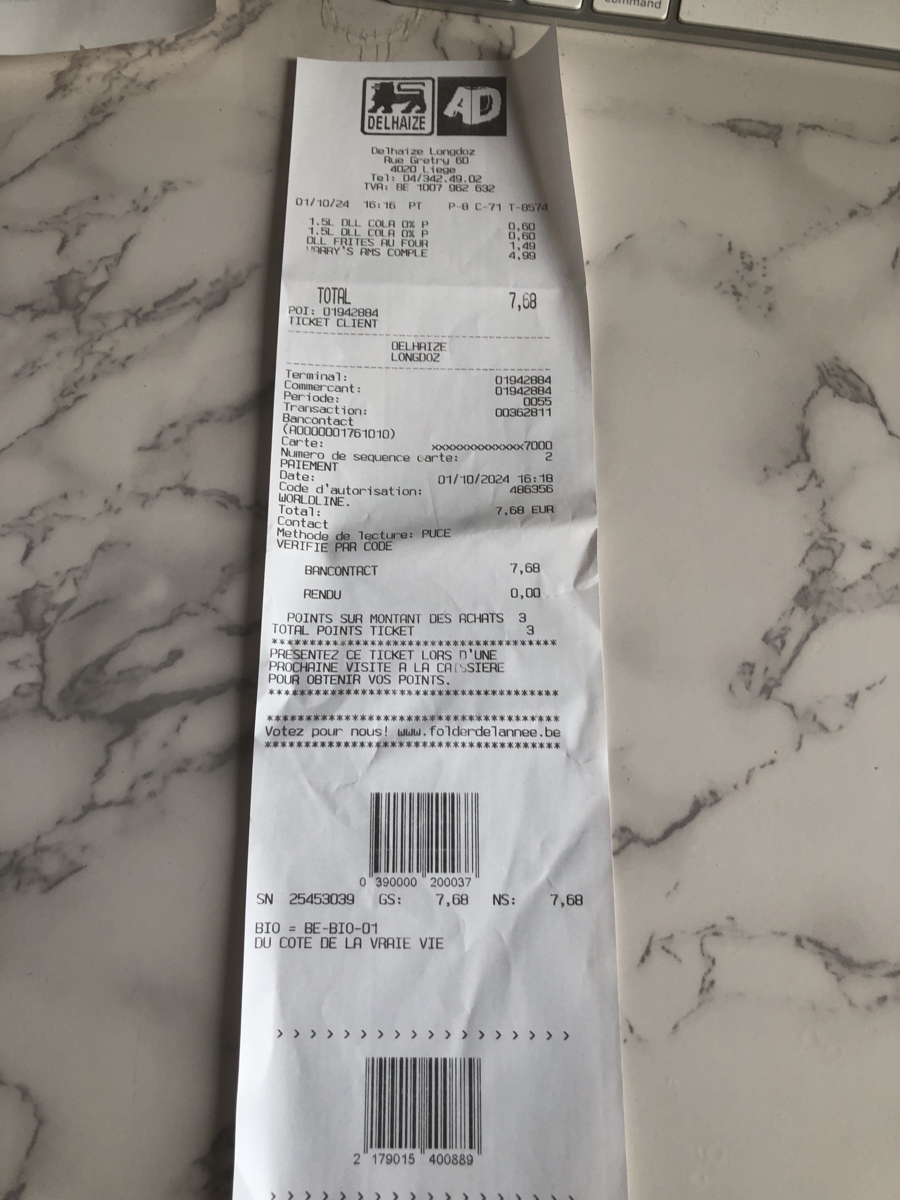 command
DELHAIZE
AD
Delhaize Longdoz
Rue Gretry 60
4020 Liege
Tel: 04/342.49.02
TVA: BE 1007 962 632
01/10/24 16:16 PT P-8 C-71 T-8574
1.5L DLL COLA 0% P 0,60
1.5L DLL COLA 0% P 0,60
DLL FRITES AU FOUR 1,49
HARRY'S AMS COMPLE 4,99
TOTAL 7,68
POI: 01942884
TICKET CLIENT
--------------------------------
DELHAIZE
LONGDOZ
--------------------------------
Terminal: 01942884
Commercant: 01942884
Periode: 0055
Transaction: 00362811
Bancontact
(A0000001761010)
Carte: xxxxxxxxxxxxx7000
Numero de sequence carte: 2
PAIEMENT
Date: 01/10/2024 16:18
Code d'autorisation: 486356
WORLDLINE.
Total: 7,68 EUR
Contact
Methode de lecture: PUCE
VERIFIE PAR CODE
BANCONTACT 7,68
RENDU 0,00
POINTS SUR MONTANT DES ACHATS 3
TOTAL POINTS TICKET 3
**********************************
PRESENTEZ CE TICKET LORS D'UNE
PROCHAINE VISITE A LA CAISSIERE
POUR OBTENIR VOS POINTS.
**********************************
**********************************
Votez pour nous! www.folderdelannee.be
**********************************
0 390000 200037
SN 25453039 GS: 7,68 NS: 7,68
BIO = BE-BIO-01
DU COTE DE LA VRAIE VIE
> > > > > > > > > > > > > > > > > >
2 179015 400889
> > > > > > > > > > > > > > > > > >